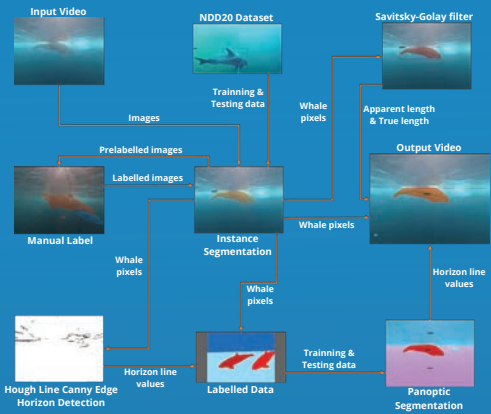 Input Video
NDD20 Dataset
Savitsky-Golay filter
Trainning &
Testing data
Whale
pixels
Apparent length
& True length
Images
Output Video
Prelabelled images
Labelled images
Manual Label
Instance
Segmentation
Whale pixels
Whale
pixels
Whale
pixels
Horizon line
values
Hough Line Canny Edge
Horizon Detection
Horizon line
values
Labelled Data
Trainning &
Testing data
Panoptic
Segmentation